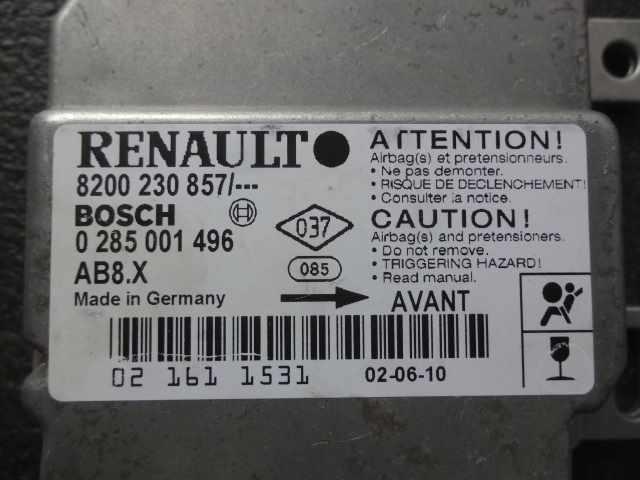 RENAULT
8200 230 857/---
BOSCH
0 285 001 496
AB8.X
Made in Germany
037
085
ATTENTION!
Airbag(s) et pretensionneurs.
• Ne pas demonter.
• RISQUE DE DECLENCHEMENT!
• Consulter la notice.
CAUTION!
Airbag(s) and pretensioners.
• Do not remove.
• TRIGGERING HAZARD!
• Read manual.
AVANT
02 161 1531
02-06-10